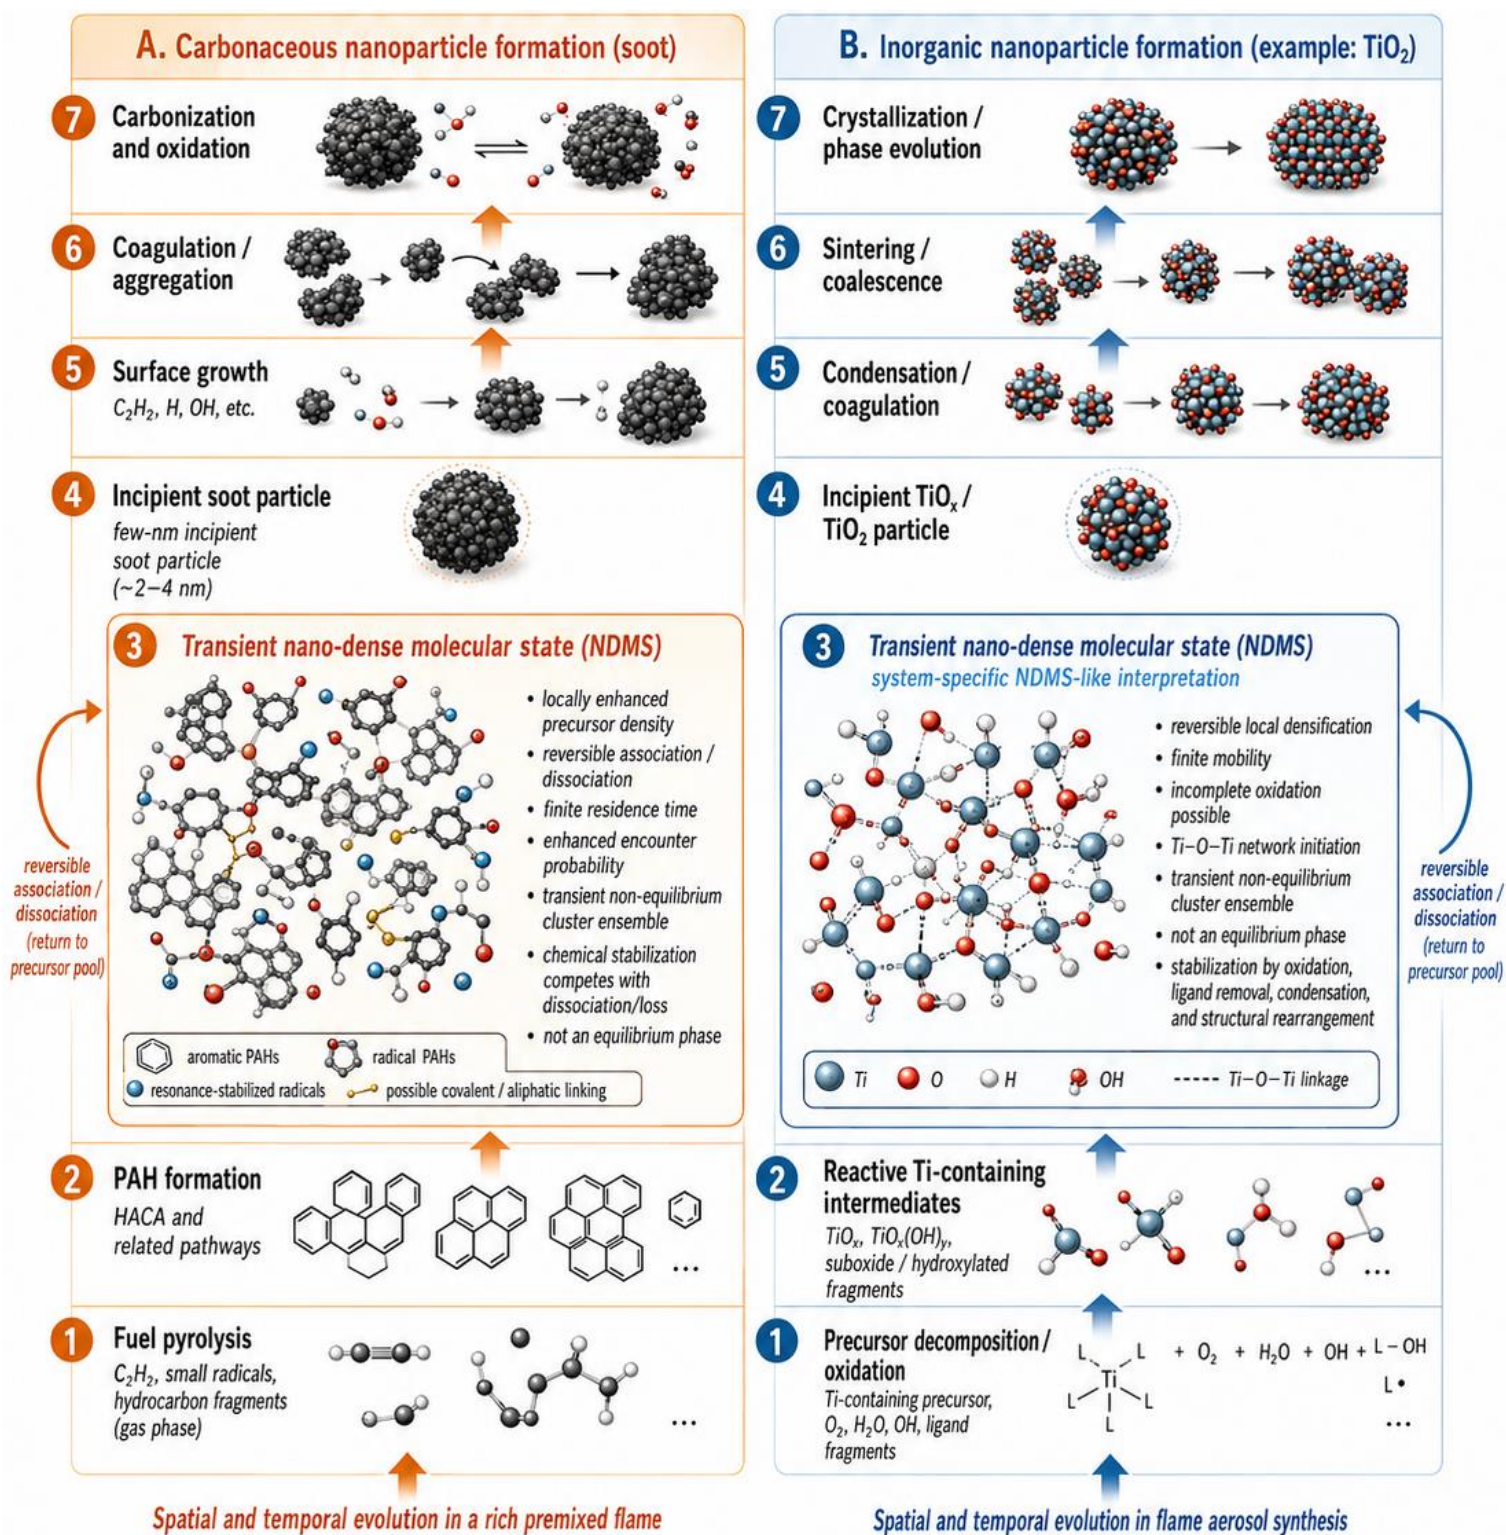 A. Carbonaceous nanoparticle formation (soot)
7
Carbonization
and oxidation
6
Coagulation /
aggregation
5
Surface growth
C₂H₂, H, OH, etc.
4
Incipient soot particle
few-nm incipient
soot particle
(~2–4 nm)
3
Transient nano-dense molecular state (NDMS)
• locally enhanced
precursor density
• reversible association /
dissociation
• finite residence time
• enhanced encounter
probability
• transient non-equilibrium
cluster ensemble
• chemical stabilization
competes with
dissociation/loss
• not an equilibrium phase
reversible
association /
dissociation
(return to
precursor pool)
aromatic PAHs
radical PAHs
resonance-stabilized radicals
possible covalent / aliphatic linking
2
PAH formation
HACA and
related pathways
...
1
Fuel pyrolysis
C₂H₂, small radicals,
hydrocarbon fragments
(gas phase)
...
Spatial and temporal evolution in a rich premixed flame
B. Inorganic nanoparticle formation (example: TiO₂)
7
Crystallization /
phase evolution
6
Sintering /
coalescence
5
Condensation /
coagulation
4
Incipient TiOₓ /
TiO₂ particle
3
Transient nano-dense molecular state (NDMS)
system-specific NDMS-like interpretation
• reversible local densification
• finite mobility
• incomplete oxidation
possible
• Ti–O–Ti network initiation
• transient non-equilibrium
cluster ensemble
• not an equilibrium phase
• stabilization by oxidation,
ligand removal, condensation,
and structural rearrangement
reversible
association /
dissociation
(return to
precursor pool)
Ti
O
H
OH
Ti–O–Ti linkage
2
Reactive Ti-containing
intermediates
TiOₓ, TiOₓ(OH)ᵧ,
suboxide / hydroxylated
fragments
...
1
Precursor decomposition /
oxidation
Ti-containing precursor,
O₂, H₂O, OH, ligand
fragments
L L
Ti
L L
L
+ O₂ + H₂O + OH + L – OH
L •
...
Spatial and temporal evolution in flame aerosol synthesis